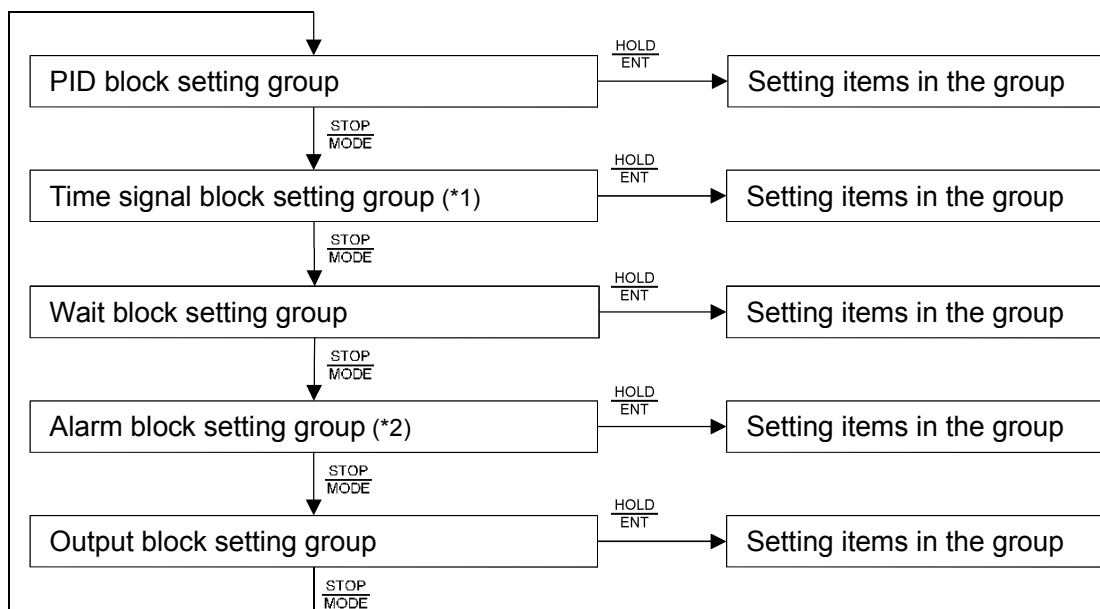 PID block setting group
HOLD
ENT
Setting items in the group
STOP
MODE
Time signal block setting group (*1)
HOLD
ENT
Setting items in the group
STOP
MODE
Wait block setting group
HOLD
ENT
Setting items in the group
STOP
MODE
Alarm block setting group (*2)
HOLD
ENT
Setting items in the group
STOP
MODE
Output block setting group
HOLD
ENT
Setting items in the group
STOP
MODE